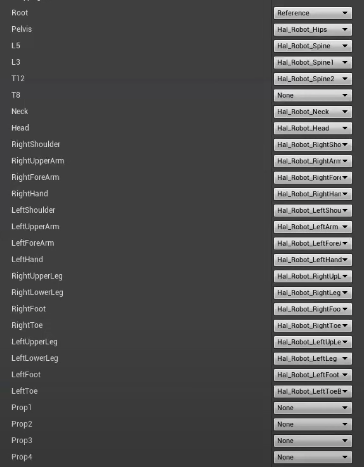 Root Reference
Pelvis Hal_Robot_Hips
L5 Hal_Robot_Spine
L3 Hal_Robot_Spine1
T12 Hal_Robot_Spine2
T8 None
Neck Hal_Robot_Neck
Head Hal_Robot_Head
RightShoulder Hal_Robot_RightSho
RightUpperArm Hal_Robot_RightArm
RightForeArm Hal_Robot_RightFore
RightHand Hal_Robot_RightHan
LeftShoulder Hal_Robot_LeftShou
LeftUpperArm Hal_Robot_LeftArm
LeftForeArm Hal_Robot_LeftForeA
LeftHand Hal_Robot_LeftHand
RightUpperLeg Hal_Robot_RightUpL
RightLowerLeg Hal_Robot_RightLeg
RightFoot Hal_Robot_RightFoo
RightToe Hal_Robot_RightToe
LeftUpperLeg Hal_Robot_LeftUpLe
LeftLowerLeg Hal_Robot_LeftLeg
LeftFoot Hal_Robot_LeftFoot
LeftToe Hal_Robot_LeftToeB
Prop1 None
Prop2 None
Prop3 None
Prop4 None